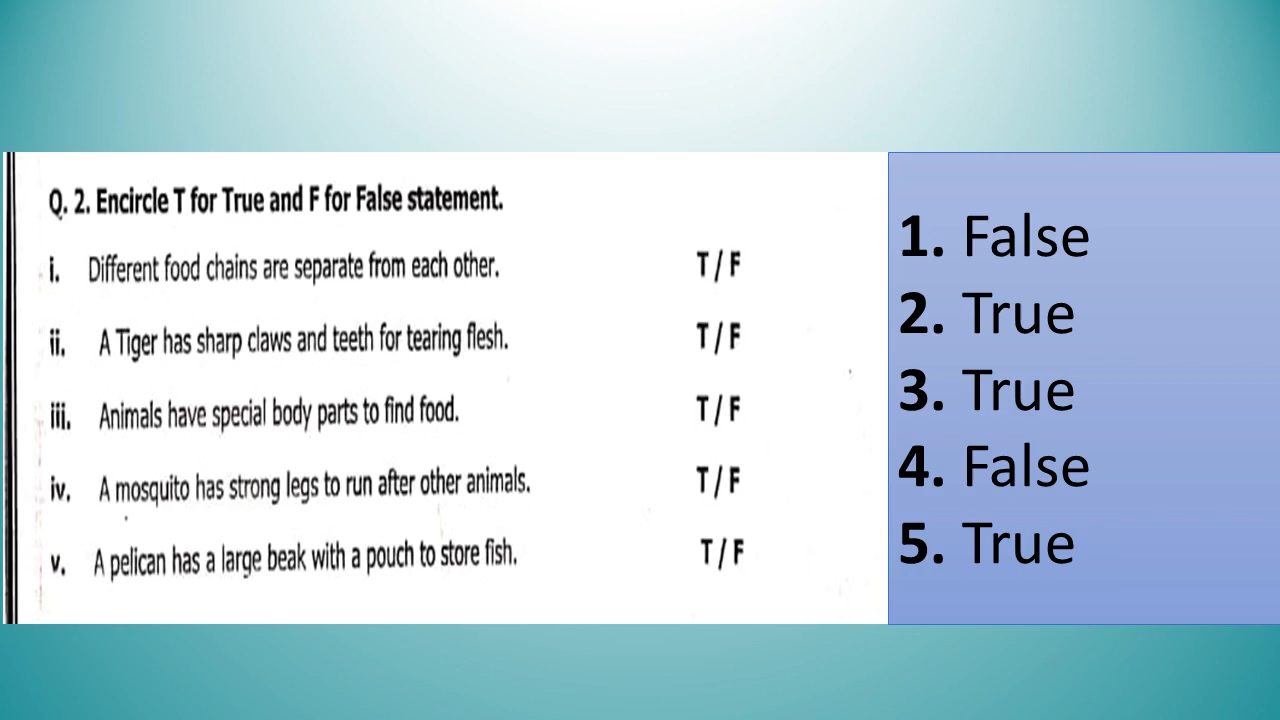 Q. 2. Encircle T for True and F for False statement.
i. Different food chains are separate from each other. T / F
ii. A Tiger has sharp claws and teeth for tearing flesh. T / F
iii. Animals have special body parts to find food. T / F
iv. A mosquito has strong legs to run after other animals. T / F
v. A pelican has a large beak with a pouch to store fish. T / F
1. False
2. True
3. True
4. False
5. True